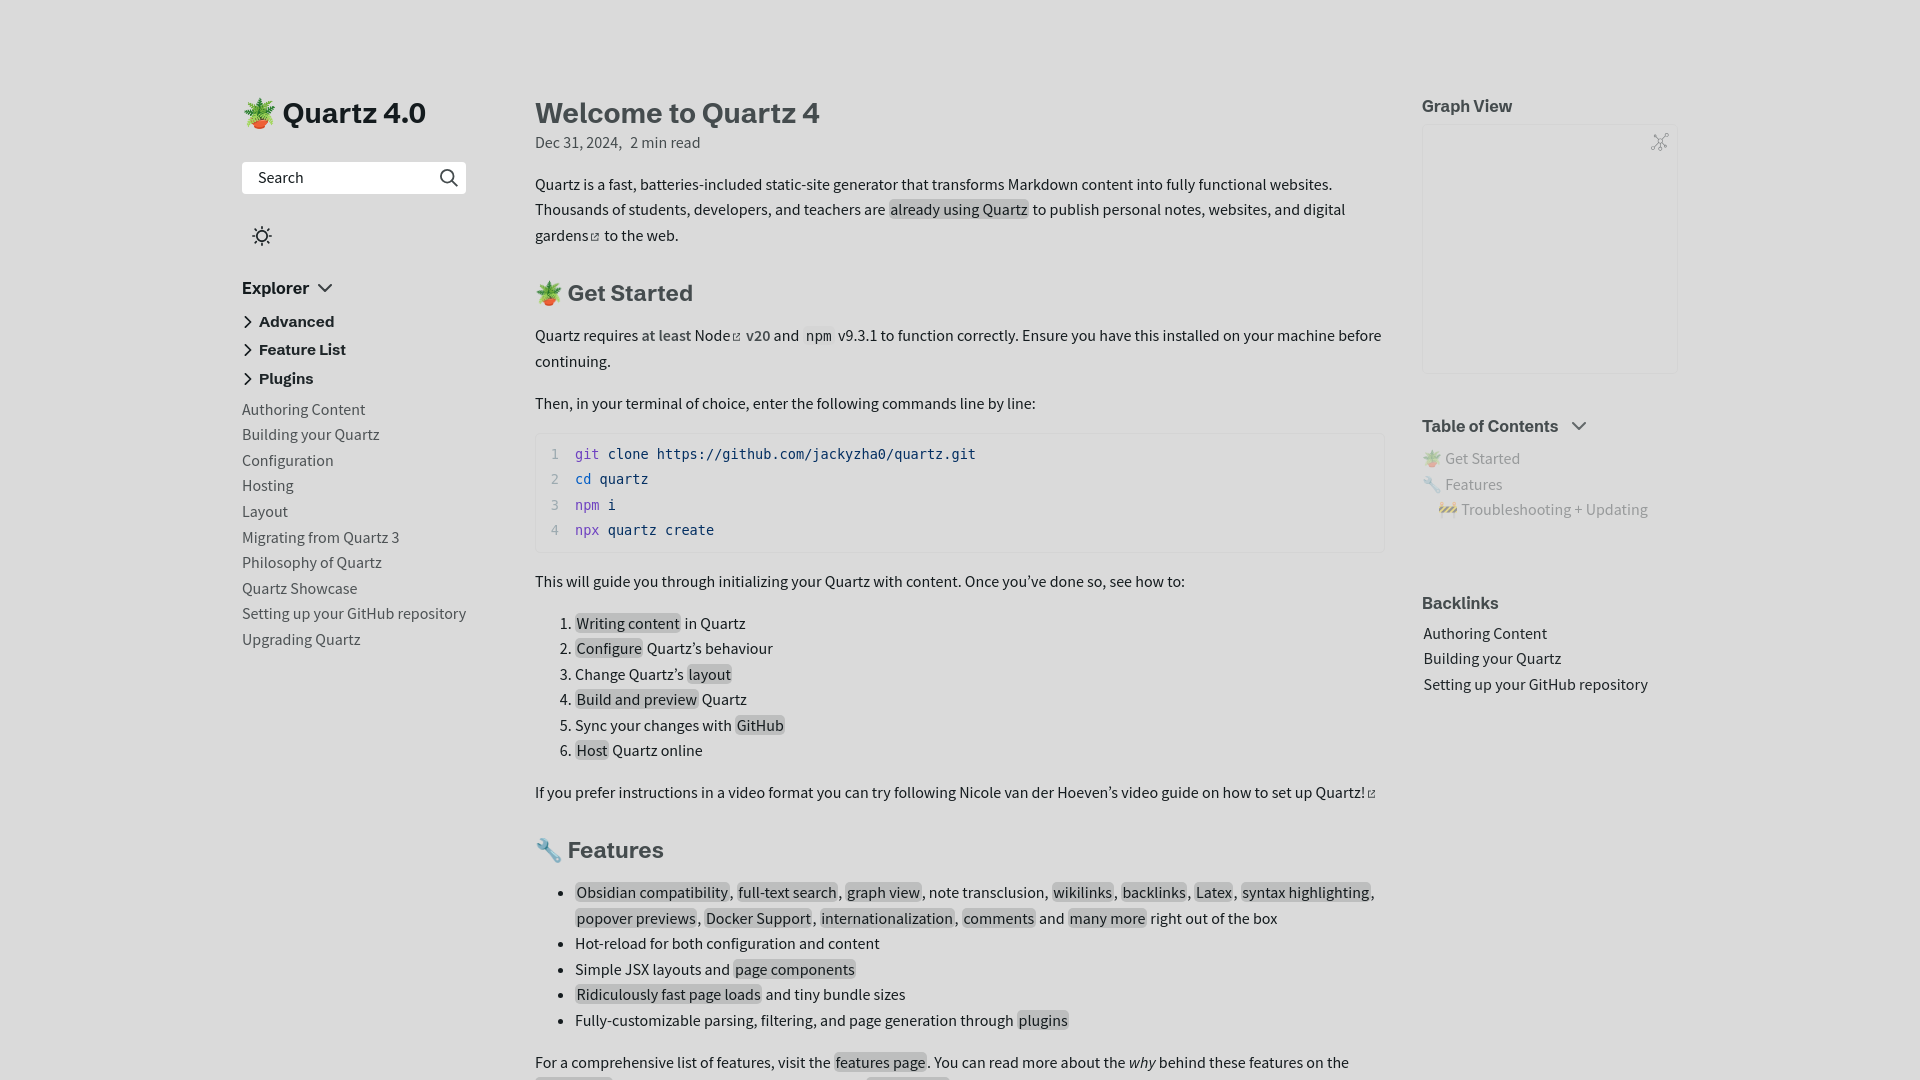 🪴 Quartz 4.0
Search
Explorer
Advanced
Feature List
Plugins
Authoring Content
Building your Quartz
Configuration
Hosting
Layout
Migrating from Quartz 3
Philosophy of Quartz
Quartz Showcase
Setting up your GitHub repository
Upgrading Quartz
Welcome to Quartz 4
Dec 31, 2024, 2 min read
Quartz is a fast, batteries-included static-site generator that transforms Markdown content into fully functional websites.
Thousands of students, developers, and teachers are already using Quartz to publish personal notes, websites, and digital
gardens to the web.
🪴 Get Started
Quartz requires at least Node v20 and npm v9.3.1 to function correctly. Ensure you have this installed on your machine before
continuing.
Then, in your terminal of choice, enter the following commands line by line:
1 git clone https://github.com/jackyzha0/quartz.git
2 cd quartz
3 npm i
4 npx quartz create
This will guide you through initializing your Quartz with content. Once you’ve done so, see how to:
1. Writing content in Quartz
2. Configure Quartz’s behaviour
3. Change Quartz’s layout
4. Build and preview Quartz
5. Sync your changes with GitHub
6. Host Quartz online
If you prefer instructions in a video format you can try following Nicole van der Hoeven’s video guide on how to set up Quartz!
🔧 Features
• Obsidian compatibility, full-text search, graph view, note transclusion, wikilinks, backlinks, Latex, syntax highlighting,
popover previews, Docker Support, internationalization, comments and many more right out of the box
• Hot-reload for both configuration and content
• Simple JSX layouts and page components
• Ridiculously fast page loads and tiny bundle sizes
• Fully-customizable parsing, filtering, and page generation through plugins
For a comprehensive list of features, visit the features page. You can read more about the why behind these features on the
Graph View
Table of Contents
🪴 Get Started
🔧 Features
🚧 Troubleshooting + Updating
Backlinks
Authoring Content
Building your Quartz
Setting up your GitHub repository